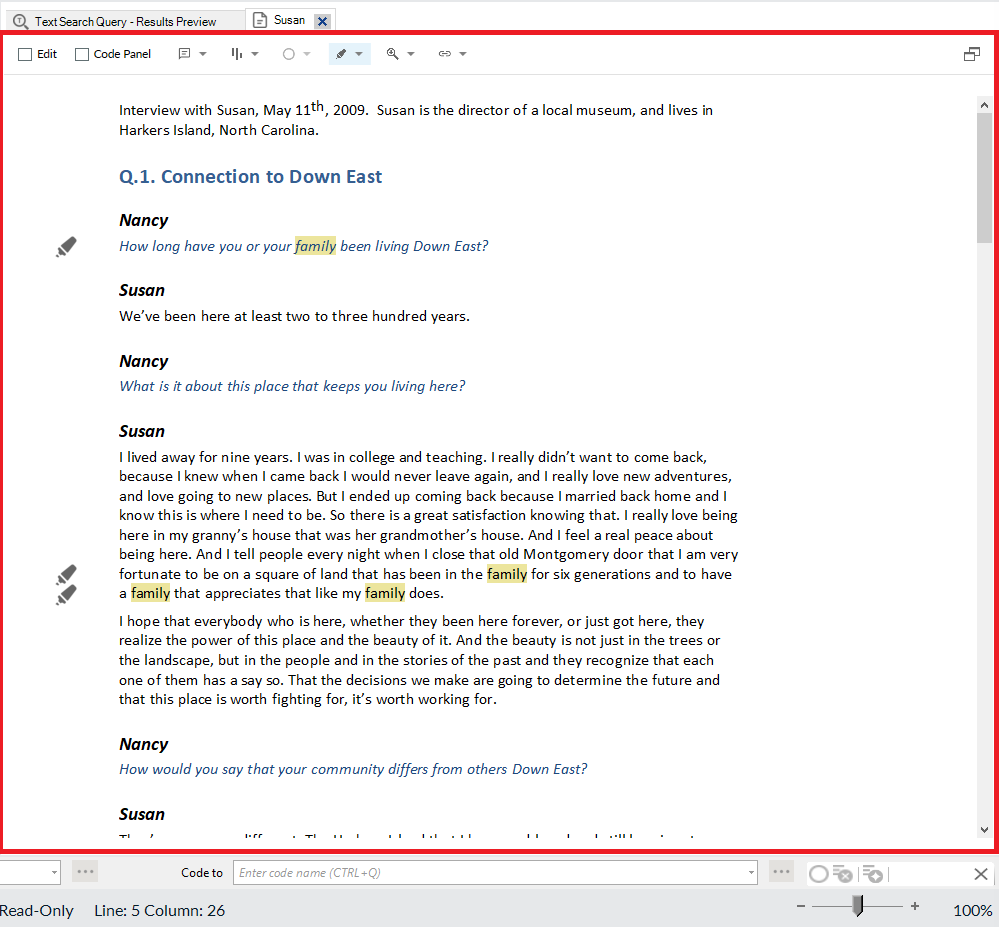 Text Search Query - Results Preview
Susan
Edit
Code Panel
Interview with Susan, May 11th, 2009.  Susan is the director of a local museum, and lives in
Harkers Island, North Carolina.
Q.1. Connection to Down East
Nancy
How long have you or your family been living Down East?
Susan
We’ve been here at least two to three hundred years.
Nancy
What is it about this place that keeps you living here?
Susan
I lived away for nine years. I was in college and teaching. I really didn’t want to come back,
because I knew when I came back I would never leave again, and I really love new adventures,
and love going to new places. But I ended up coming back because I married back home and I
know this is where I need to be. So there is a great satisfaction knowing that. I really love being
here in my granny’s house that was her grandmother’s house. And I feel a real peace about
being here. And I tell people every night when I close that old Montgomery door that I am very
fortunate to be on a square of land that has been in the family for six generations and to have
a family that appreciates that like my family does.
I hope that everybody who is here, whether they been here forever, or just got here, they
realize the power of this place and the beauty of it. And the beauty is not just in the trees or
the landscape, but in the people and in the stories of the past and they recognize that each
one of them has a say so. That the decisions we make are going to determine the future and
that this place is worth fighting for, it’s worth working for.
Nancy
How would you say that your community differs from others Down East?
Susan
Code to
Enter code name (CTRL+Q)
Read-Only
Line: 5 Column: 26
100%